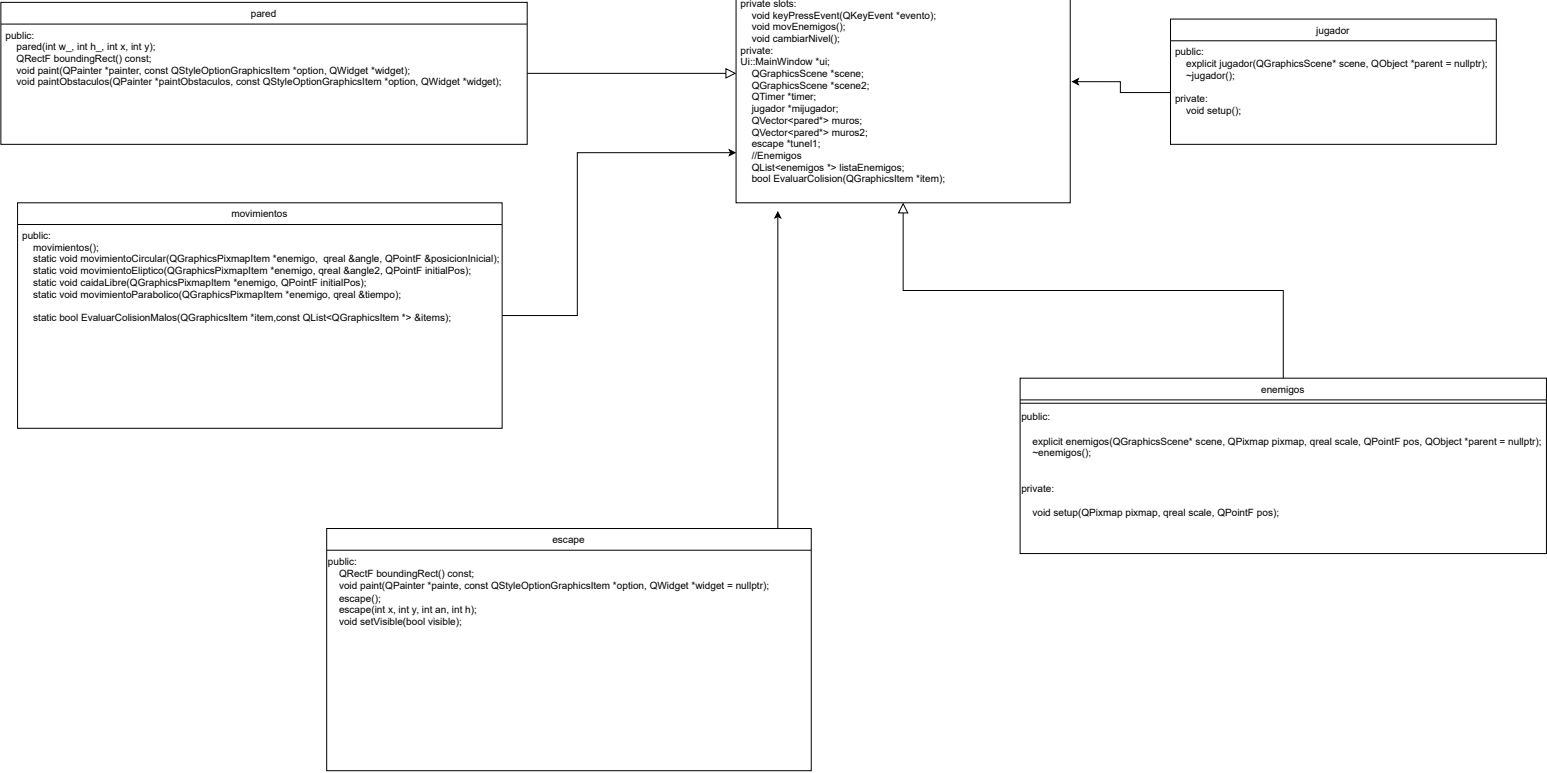 pared
public:
pared(int w_, int h_, int x, int y);
QRectF boundingRect() const;
void paint(QPainter *painter, const QStyleOptionGraphicsItem *option, QWidget *widget);
void paintObstaculos(QPainter *paintObstaculos, const QStyleOptionGraphicsItem *option, QWidget *widget);
private slots:
void keyPressEvent(QKeyEvent *evento);
void movEnemigos();
void cambiarNivel();
private:
Ui::MainWindow *ui;
QGraphicsScene *scene;
QGraphicsScene *scene2;
QTimer *timer;
jugador *mijugador;
QVector<pared*> muros;
QVector<pared*> muros2;
escape *tunel1;
//Enemigos
QList<enemigos *> listaEnemigos;
bool EvaluarColision(QGraphicsItem *item);
jugador
public:
explicit jugador(QGraphicsScene* scene, QObject *parent = nullptr);
~jugador();
private:
void setup();
movimientos
public:
movimientos();
static void movimientoCircular(QGraphicsPixmapItem *enemigo,  qreal &angle, QPointF &posicionInicial);
static void movimientoEliptico(QGraphicsPixmapItem *enemigo, qreal &angle2, QPointF initialPos);
static void caidaLibre(QGraphicsPixmapItem *enemigo, QPointF initialPos);
static void movimientoParabolico(QGraphicsPixmapItem *enemigo, qreal &tiempo);
static bool EvaluarColisionMalos(QGraphicsItem *item,const QList<QGraphicsItem *> &items);
enemigos
public:
explicit enemigos(QGraphicsScene* scene, QPixmap pixmap, qreal scale, QPointF pos, QObject *parent = nullptr);
~enemigos();
private:
void setup(QPixmap pixmap, qreal scale, QPointF pos);
escape
public:
QRectF boundingRect() const;
void paint(QPainter *painte, const QStyleOptionGraphicsItem *option, QWidget *widget = nullptr);
escape();
escape(int x, int y, int an, int h);
void setVisible(bool visible);